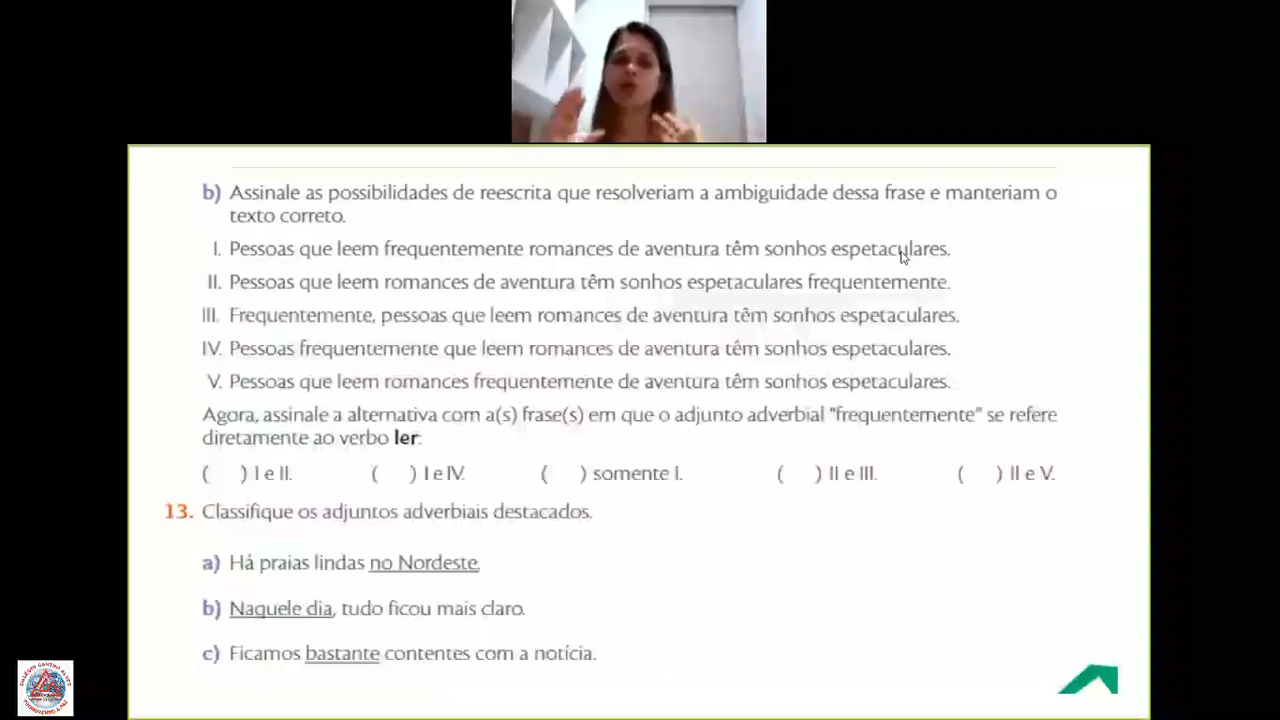 b) Assinale as possibilidades de reescrita que resolveriam a ambiguidade dessa frase e manteriam o
texto correto.
I. Pessoas que leem frequentemente romances de aventura têm sonhos espetaculares.
II. Pessoas que leem romances de aventura têm sonhos espetaculares frequentemente.
III. Frequentemente, pessoas que leem romances de aventura têm sonhos espetaculares.
IV. Pessoas frequentemente que leem romances de aventura têm sonhos espetaculares.
V. Pessoas que leem romances frequentemente de aventura têm sonhos espetaculares.
Agora, assinale a alternativa com a(s) frase(s) em que o adjunto adverbial "frequentemente" se refere
diretamente ao verbo ler:
( ) I e II. ( ) I e IV. ( ) somente I. ( ) II e III. ( ) II e V.
13. Classifique os adjuntos adverbiais destacados.
a) Há praias lindas no Nordeste.
b) Naquele dia, tudo ficou mais claro.
c) Ficamos bastante contentes com a notícia.